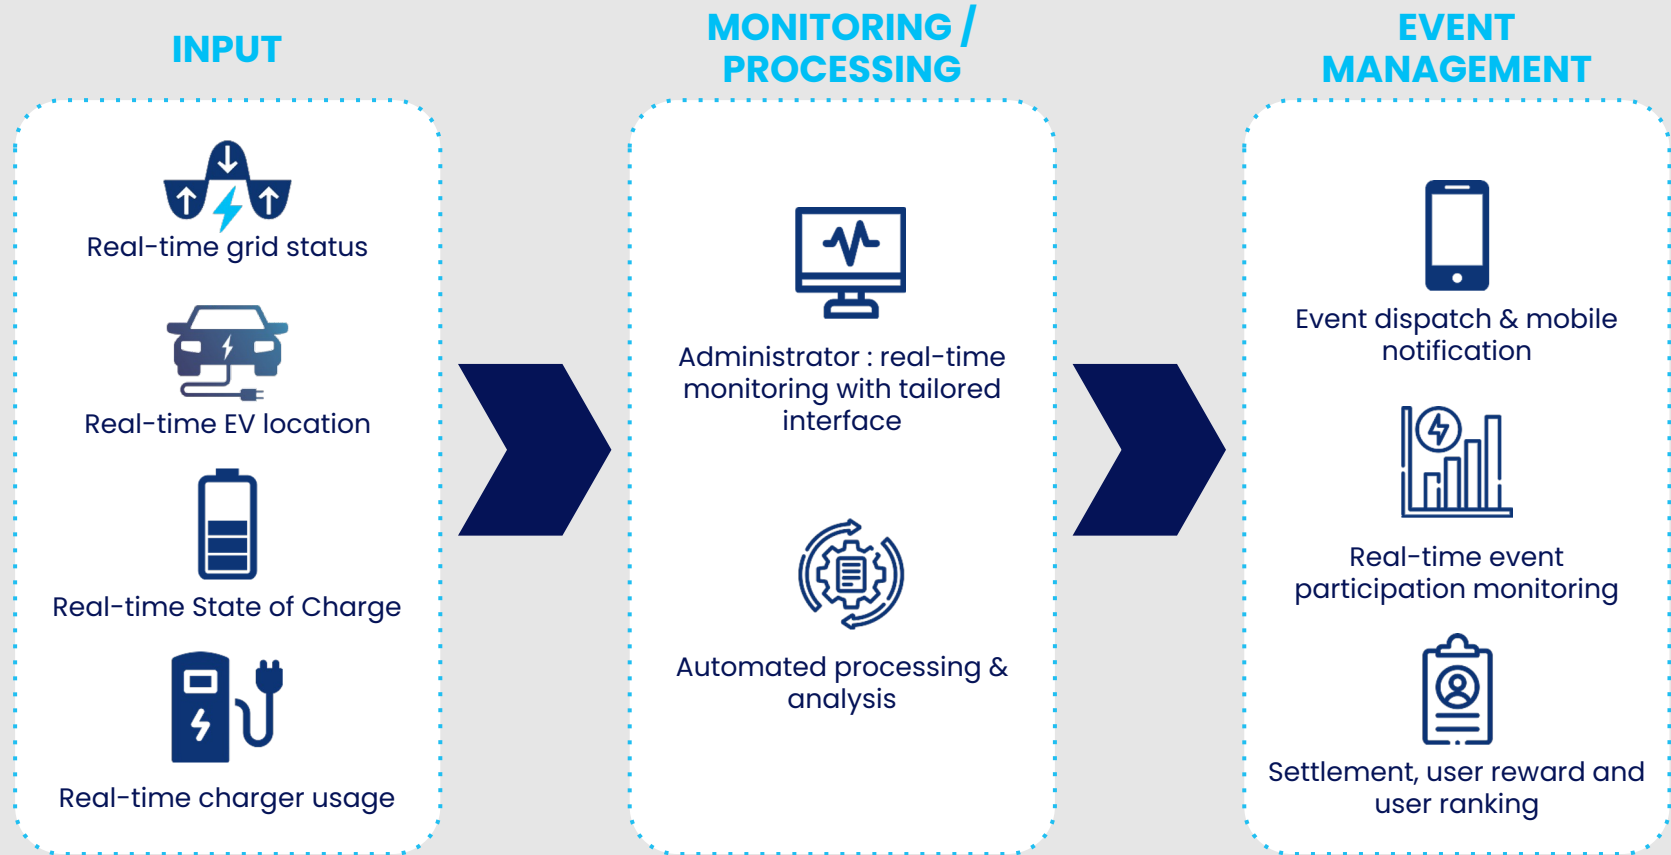 INPUT
Real-time grid status
Real-time EV location
Real-time State of Charge
Real-time charger usage
MONITORING /
PROCESSING
Administrator : real-time
monitoring with tailored
interface
Automated processing &
analysis
EVENT
MANAGEMENT
Event dispatch & mobile
notification
Real-time event
participation monitoring
Settlement, user reward and
user ranking